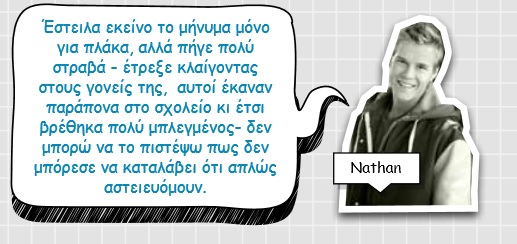 Έστειλα εκείνο το μήνυμα μόνο
για πλάκα, αλλά πήγε πολύ
στραβά - έτρεξε κλαίγοντας
στους γονείς της, αυτοί έκαναν
παράπονα στο σχολείο κι έτσι
βρέθηκα πολύ μπλεγμένος- δεν
μπορώ να το πιστέψω πως δεν
μπόρεσε να καταλάβει ότι απλώς
αστειευόμουν.
Nathan